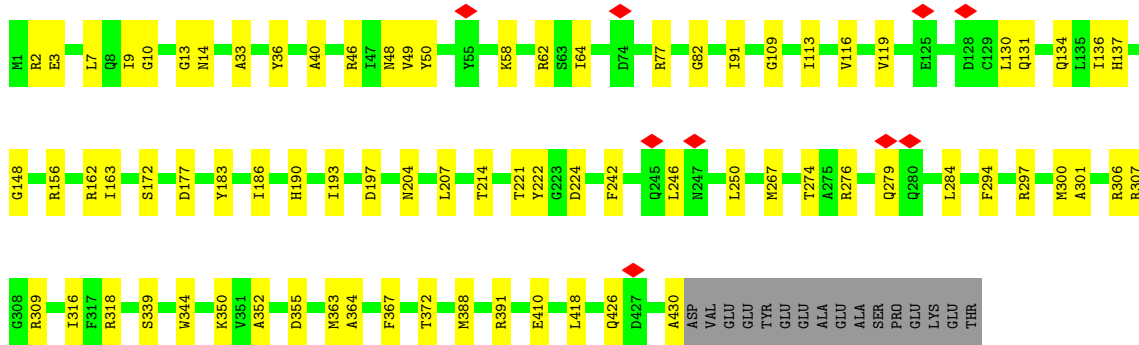 M1 R2 E3 L7 Q8 I9 G10 G13 N14 A33 Y36 A40 R46 I47 N48 V49 Y50 Y55 K58 R62 S63 I64 D74 R77 G82 I91 G109 I113 V116 V119 E125 D128 C129 L130 Q131 Q134 L135 I136 H137
G148 R156 R162 I163 S172 D177 Y183 I186 H190 I193 D197 N204 L207 T214 T221 Y222 G223 D224 F242 Q245 L246 N247 L250 M267 T274 A275 R276 Q279 Q280 L284 F294 R297 M300 A301 R306 R307
G308 R309 I316 F317 R318 S339 W344 K350 V351 A352 D355 M363 A364 F367 T372 M388 R391 E410 L418 Q426 D427 A430 ASP VAL GLU GLU TYR GLU GLU ALA GLU ALA SER PRO GLU LYS GLU THR